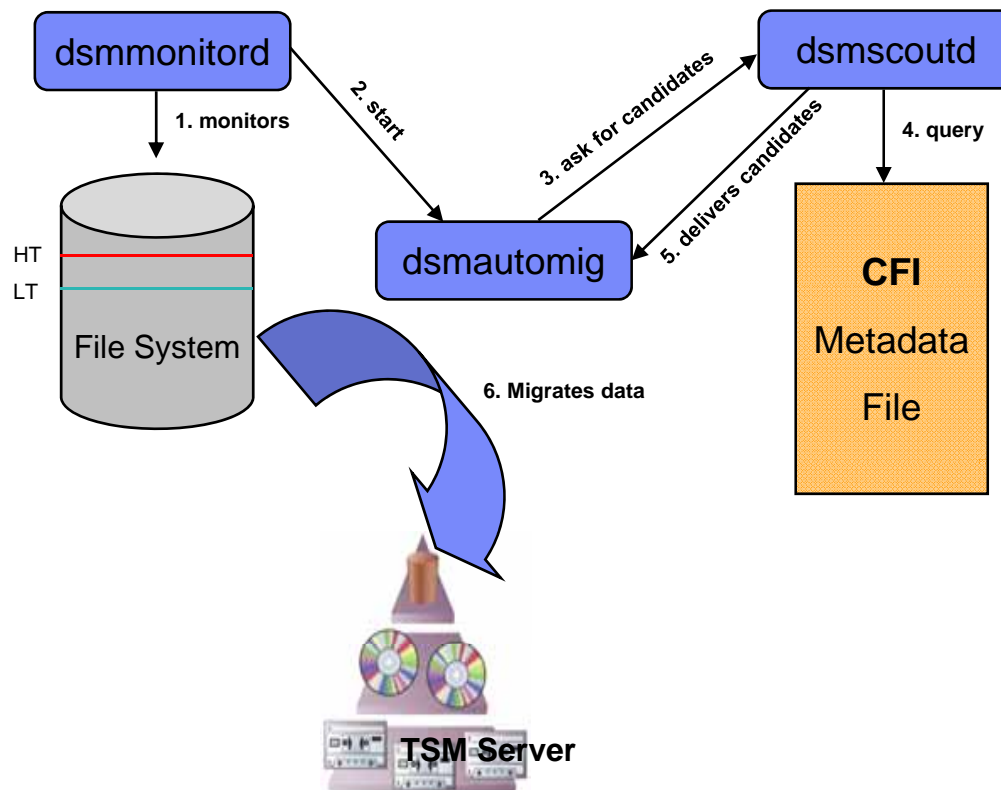 dsmmonitord
dsmscoutd
1. monitors
2. start
3. ask for candidates
4. query
5. delivers candidates
dsmautomig
HT
LT
File System
CFI
Metadata
File
6. Migrates data
TSM Server